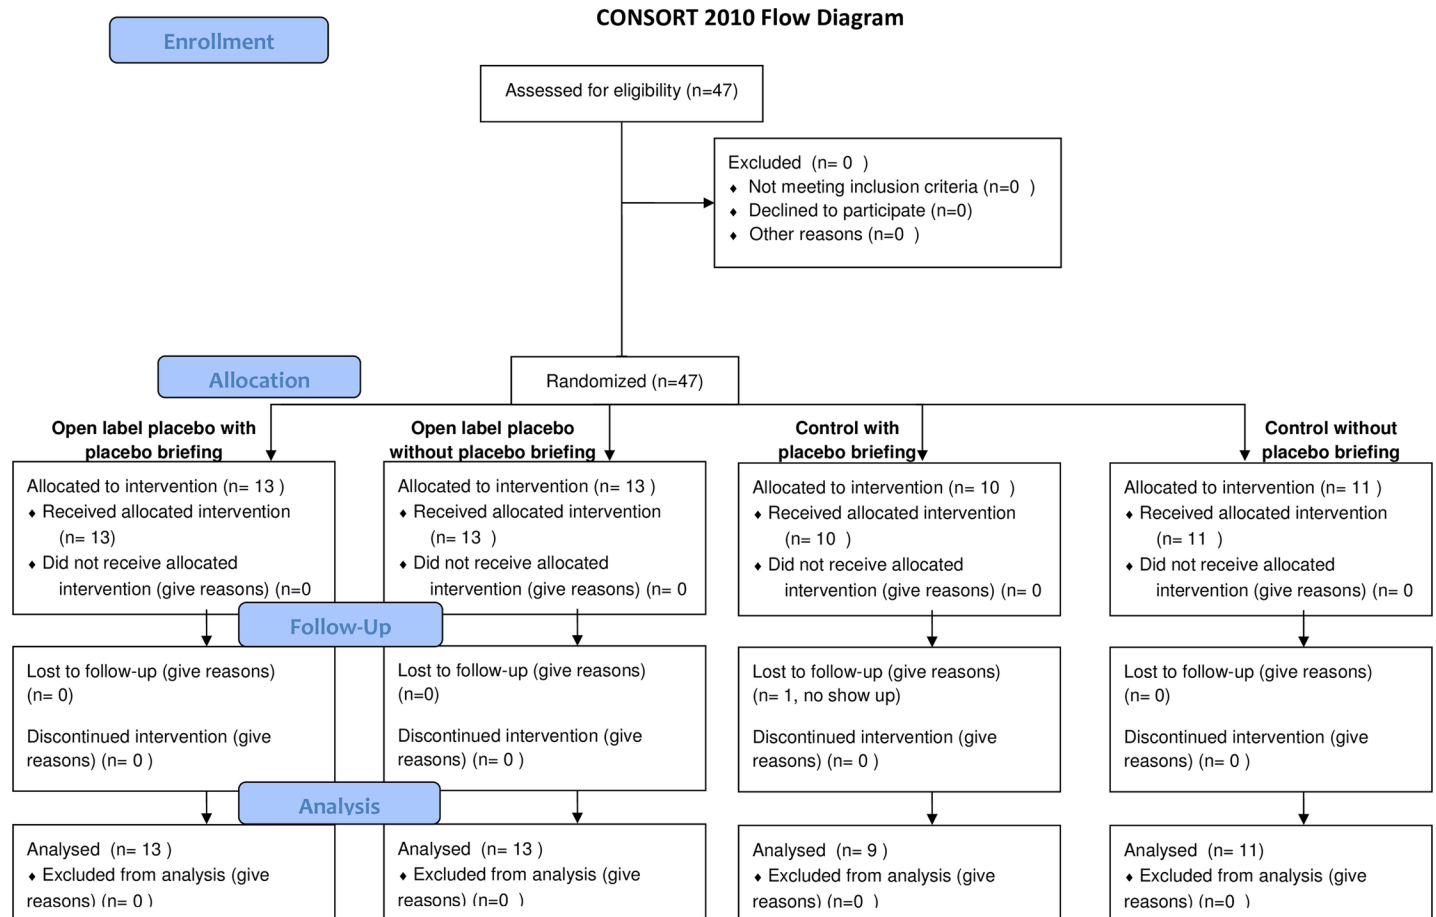 CONSORT 2010 Flow Diagram
Enrollment
Assessed for eligibility (n=47)
Excluded (n= 0 )
♦ Not meeting inclusion criteria (n=0 )
♦ Declined to participate (n=0)
♦ Other reasons (n=0 )
Allocation
Randomized (n=47)
Open label placebo with
placebo briefing
Allocated to intervention (n= 13 )
♦ Received allocated intervention
(n= 13)
♦ Did not receive allocated
intervention (give reasons) (n=0
Open label placebo
without placebo briefing
Allocated to intervention (n= 13 )
♦ Received allocated intervention
(n= 13 )
♦ Did not receive allocated
intervention (give reasons) (n= 0
Control with
placebo briefing
Allocated to intervention (n= 10 )
♦ Received allocated intervention
(n= 10 )
♦ Did not receive allocated
intervention (give reasons) (n= 0
Control without
placebo briefing
Allocated to intervention (n= 11 )
♦ Received allocated intervention
(n= 11 )
♦ Did not receive allocated
intervention (give reasons) (n= 0
Follow-Up
Lost to follow-up (give reasons)
(n= 0)
Discontinued intervention (give
reasons) (n= 0 )
Lost to follow-up (give reasons)
(n=0)
Discontinued intervention (give
reasons) (n= 0 )
Lost to follow-up (give reasons)
(n= 1, no show up)
Discontinued intervention (give
reasons) (n= 0 )
Lost to follow-up (give reasons)
(n= 0)
Discontinued intervention (give
reasons) (n= 0 )
Analysis
Analysed (n= 13 )
♦ Excluded from analysis (give
reasons) (n= 0 )
Analysed (n= 13 )
♦ Excluded from analysis (give
reasons) (n=0 )
Analysed (n= 9 )
♦ Excluded from analysis (give
reasons) (n=0 )
Analysed (n= 11)
♦ Excluded from analysis (give
reasons) (n=0 )